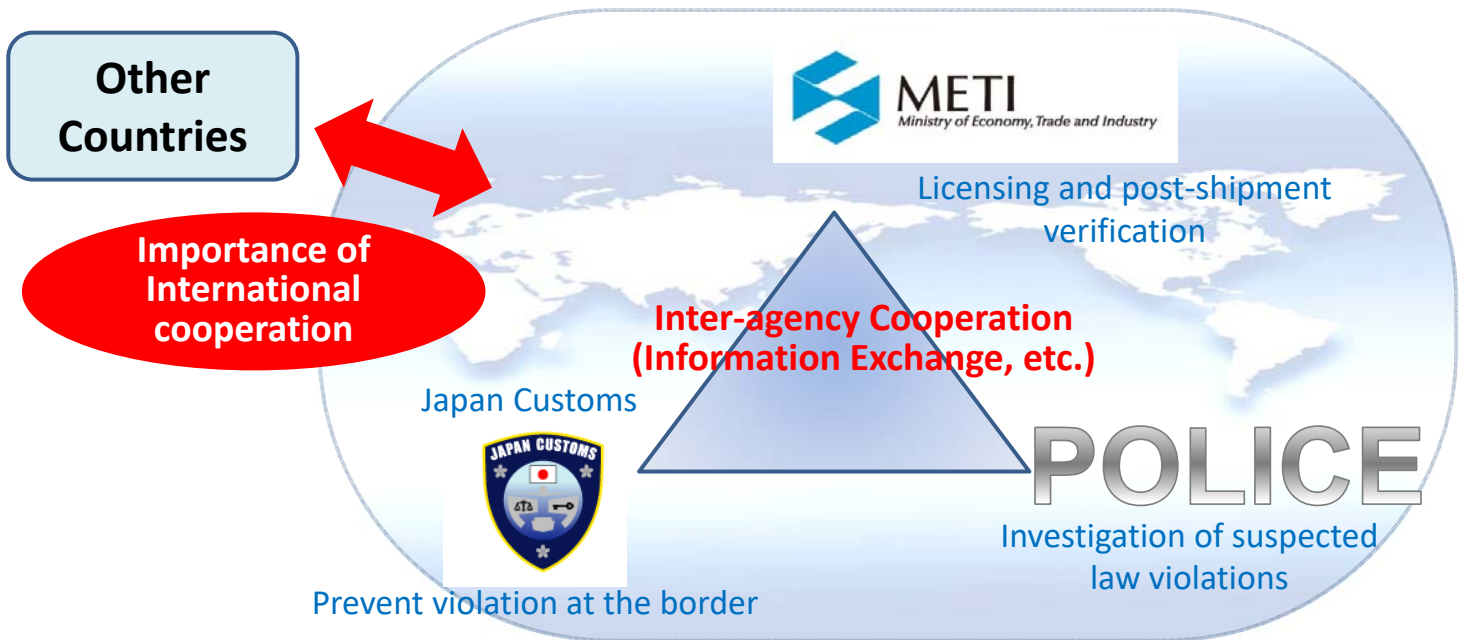 Other
Countries
METI
Ministry of Economy, Trade and Industry
Licensing and post-shipment
verification
Importance of
International
cooperation
Inter-agency Cooperation
(Information Exchange, etc.)
Japan Customs
JAPAN CUSTOMS
POLICE
Investigation of suspected
law violations
Prevent violation at the border